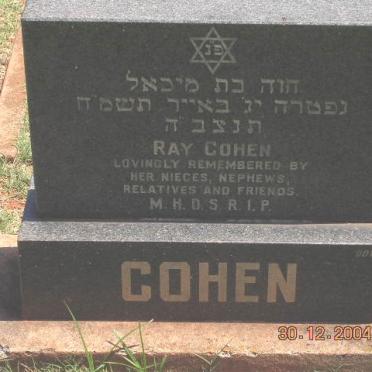 פ"נ
חוה בת מיכאל
נפטרה יג' באייר תשמ"ח
תנצב"ה
RAY COHEN
LOVINGLY REMEMBERED BY
HER NIECES, NEPHEWS,
RELATIVES AND FRIENDS.
M.H.D.S.R.I.P.
COHEN
30.12.2004